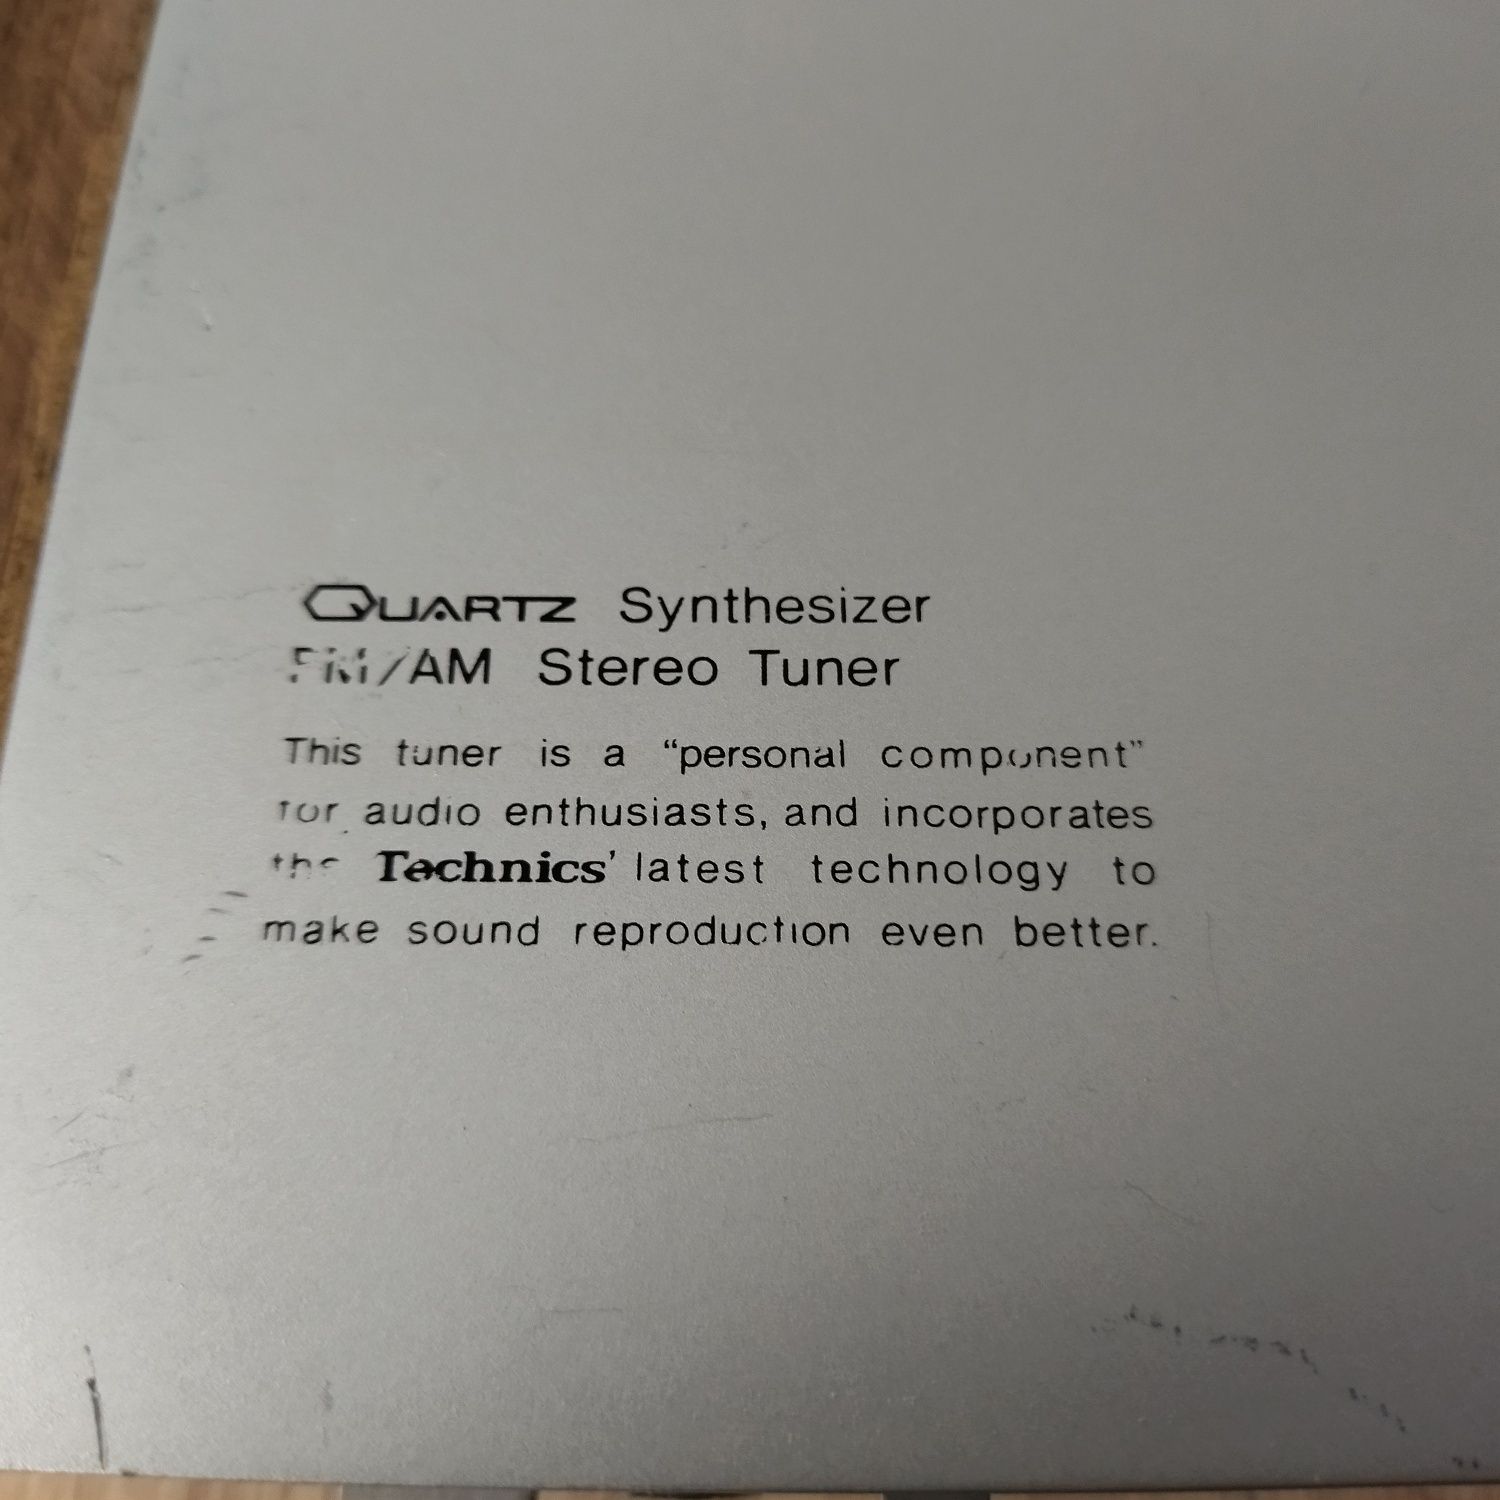 QUARTZ Synthesizer
FM/AM Stereo Tuner
This tuner is a “personal component”
for audio enthusiasts, and incorporates
the Technics’ latest technology to
make sound reproduction even better.